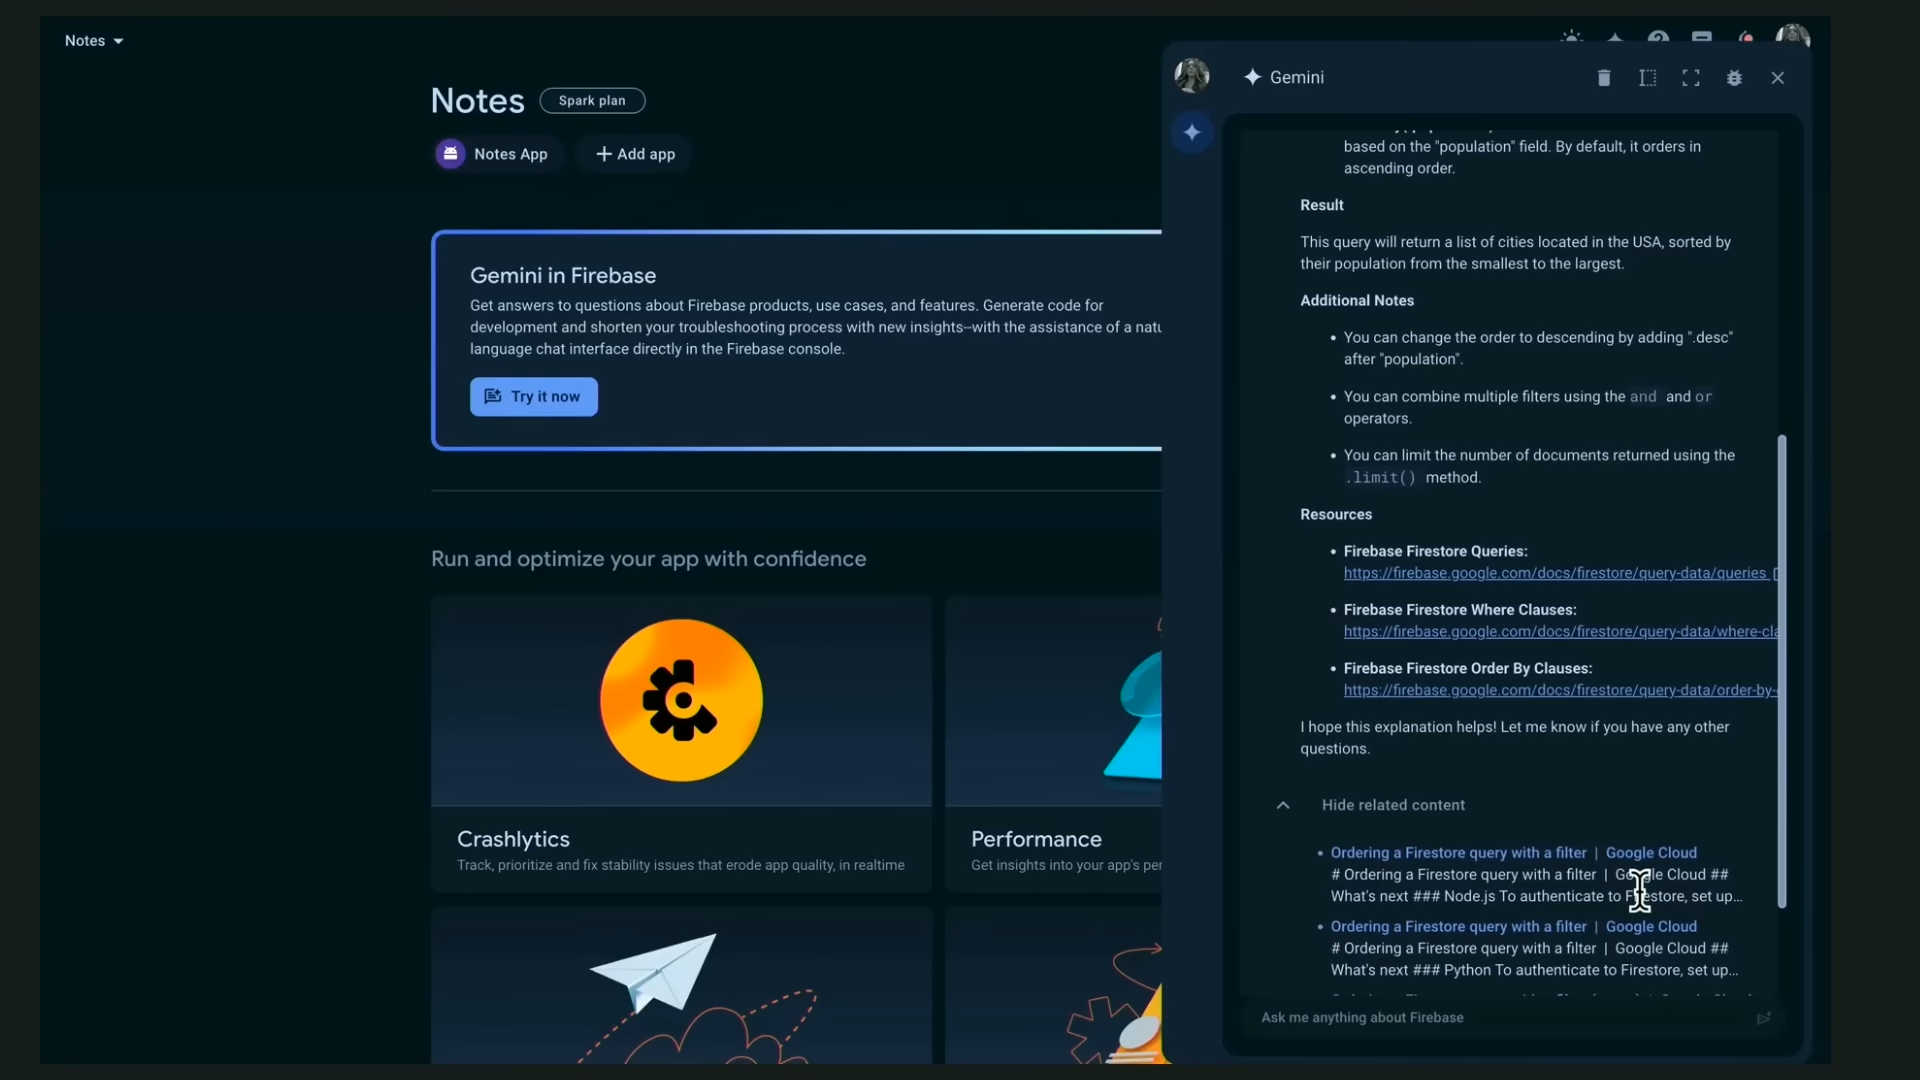 Notes
Notes
Spark plan
Notes App
Add app
Gemini in Firebase
Get answers to questions about Firebase products, use cases, and features. Generate code for
development and shorten your troubleshooting process with new insights–with the assistance of a natu
language chat interface directly in the Firebase console.
Try it now
Run and optimize your app with confidence
Crashlytics
Track, prioritize and fix stability issues that erode app quality, in realtime
Performance
Get insights into your app's per
Gemini
based on the "population" field. By default, it orders in
ascending order.
Result
This query will return a list of cities located in the USA, sorted by
their population from the smallest to the largest.
Additional Notes
• You can change the order to descending by adding ".desc"
after "population".
• You can combine multiple filters using the and and or
operators.
• You can limit the number of documents returned using the
.limit() method.
Resources
• Firebase Firestore Queries:
https://firebase.google.com/docs/firestore/query-data/queries
• Firebase Firestore Where Clauses:
https://firebase.google.com/docs/firestore/query-data/where-cla
• Firebase Firestore Order By Clauses:
https://firebase.google.com/docs/firestore/query-data/order-by-
I hope this explanation helps! Let me know if you have any other
questions.
Hide related content
• Ordering a Firestore query with a filter | Google Cloud
# Ordering a Firestore query with a filter | Google Cloud ##
What's next ### Node.js To authenticate to Firestore, set up...
• Ordering a Firestore query with a filter | Google Cloud
# Ordering a Firestore query with a filter | Google Cloud ##
What's next ### Python To authenticate to Firestore, set up...
Ask me anything about Firebase